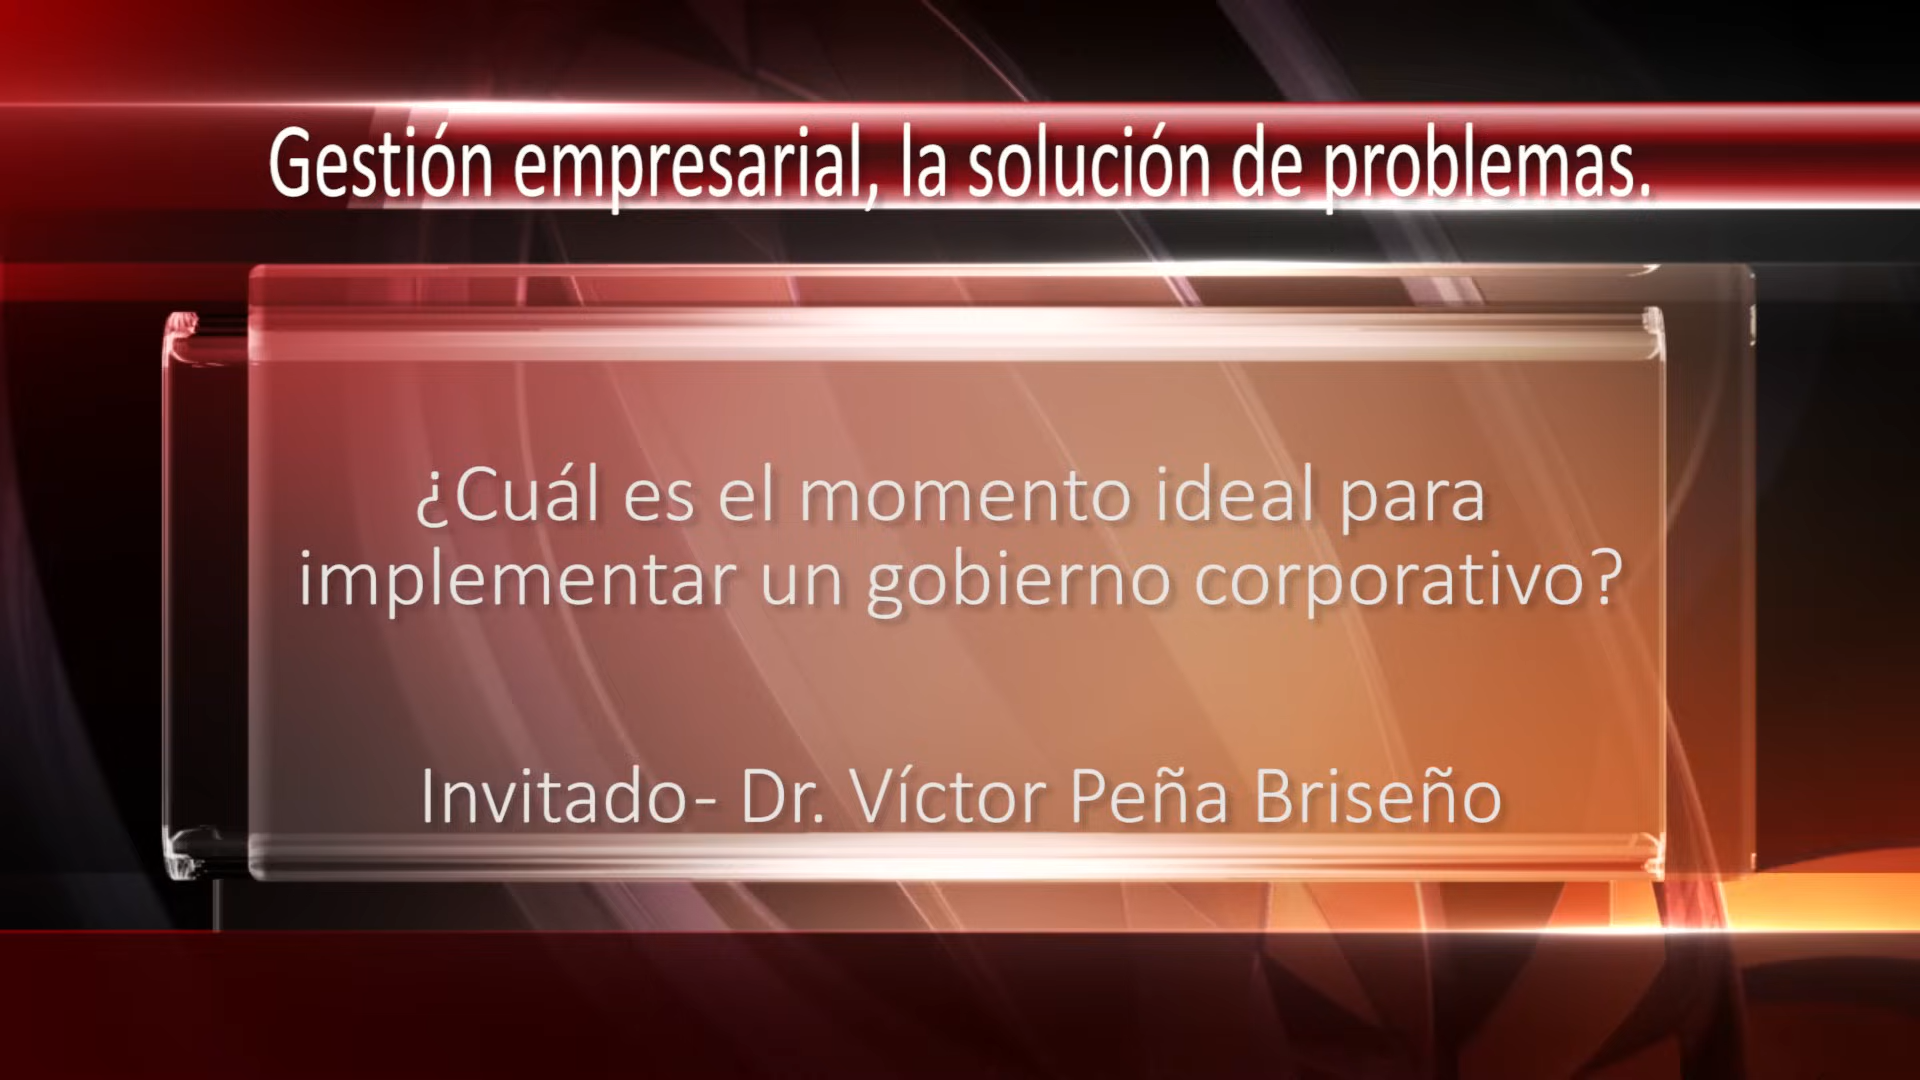 Gestión empresarial, la solución de problemas.
¿Cuál es el momento ideal para
implementar un gobierno corporativo?
Invitado- Dr. Víctor Peña Briseño